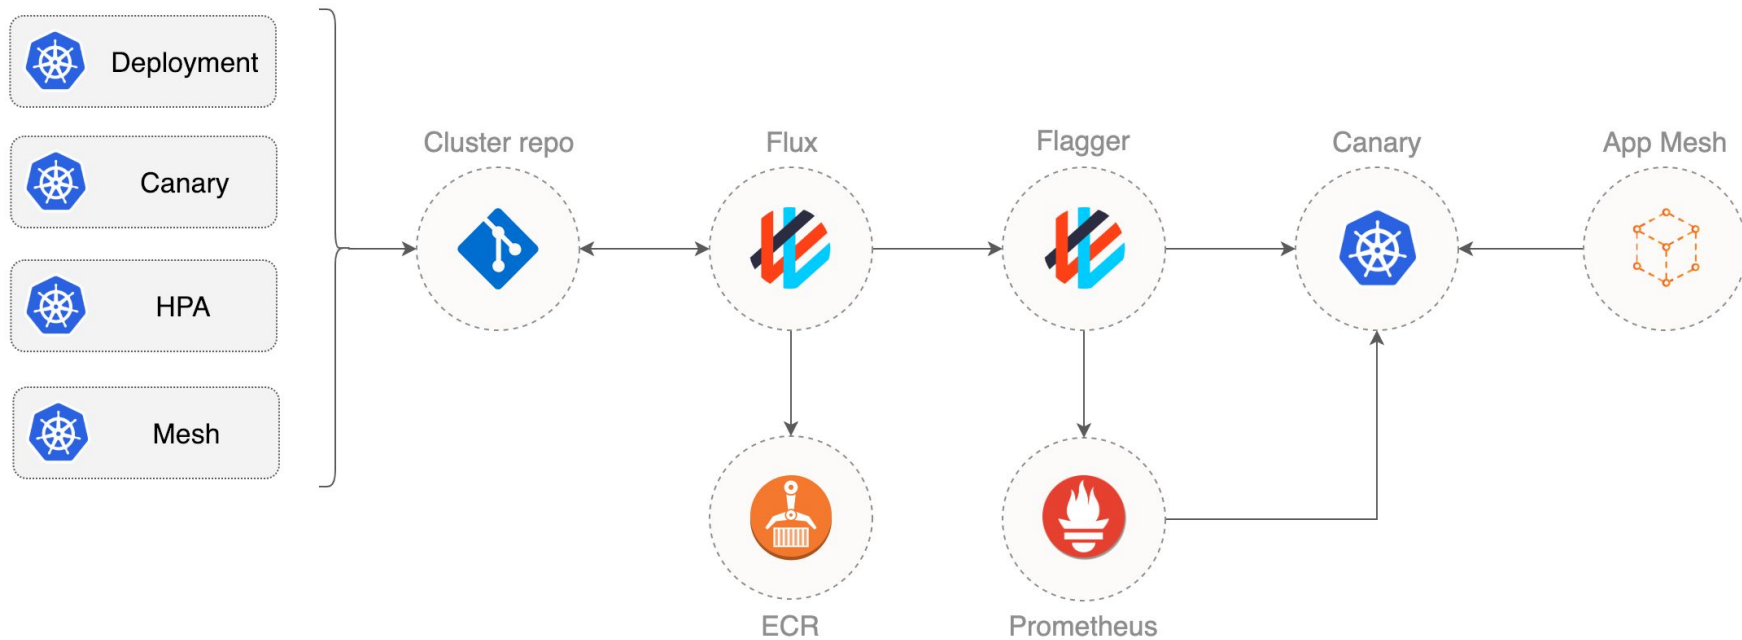 Deployment
Canary
HPA
Mesh
Cluster repo
Flux
Flagger
Canary
App Mesh
ECR
Prometheus